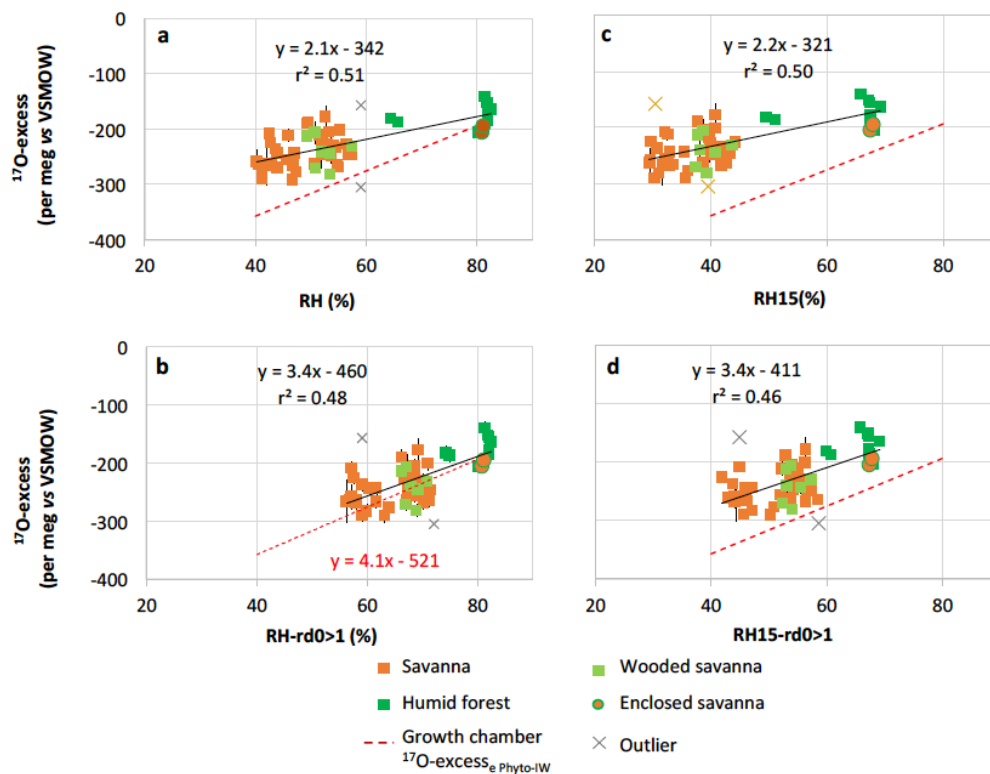 0
-100
-200
-300
-400
¹⁷O-excess
(per meg vs VSMOW)
a
y = 2.1x - 342
r² = 0.51
20
40
60
80
RH (%)
c
y = 2.2x - 321
r² = 0.50
20
40
60
80
RH15(%)
0
-100
-200
-300
-400
¹⁷O-excess
(per meg vs VSMOW)
b
y = 3.4x - 460
r² = 0.48
y = 4.1x - 521
20
40
60
80
RH-rd0>1 (%)
d
y = 3.4x - 411
r² = 0.46
20
40
60
80
RH15-rd0>1
Savanna
Wooded savanna
Humid forest
Enclosed savanna
Growth chamber
¹⁷O-excess e Phyto-IW
Outlier